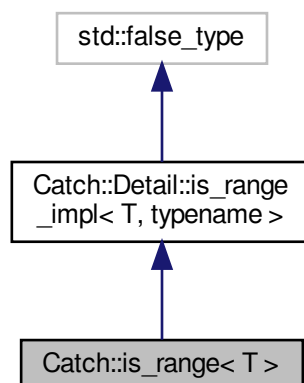 std::false_type
Catch::Detail::is_range
_impl< T, typename >
Catch::is_range< T >